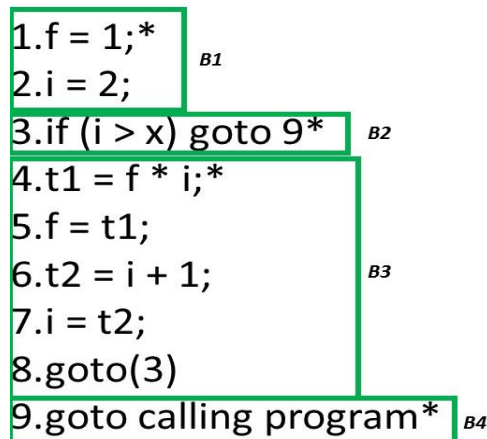 1.f = 1;*
B1
2.i = 2;
3.if (i > x) goto 9*
B2
4.t1 = f * i;*
5.f = t1;
6.t2 = i + 1;
B3
7.i = t2;
8.goto(3)
9.goto calling program*
B4